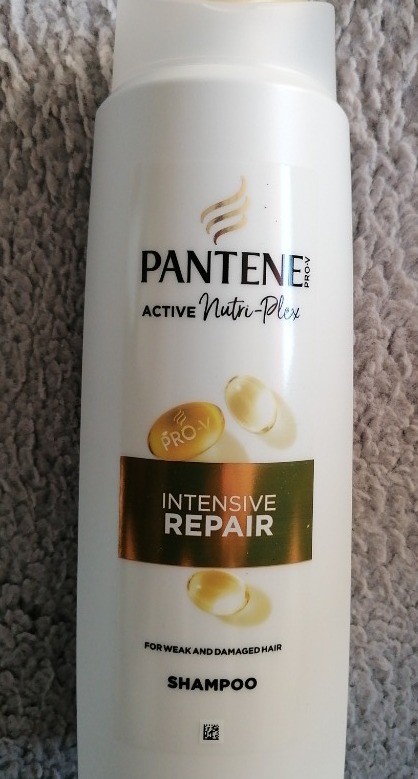 PANTENE PRO-V
ACTIVE Nutri-Plex
PRO-V
INTENSIVE
REPAIR
FOR WEAK AND DAMAGED HAIR
SHAMPOO